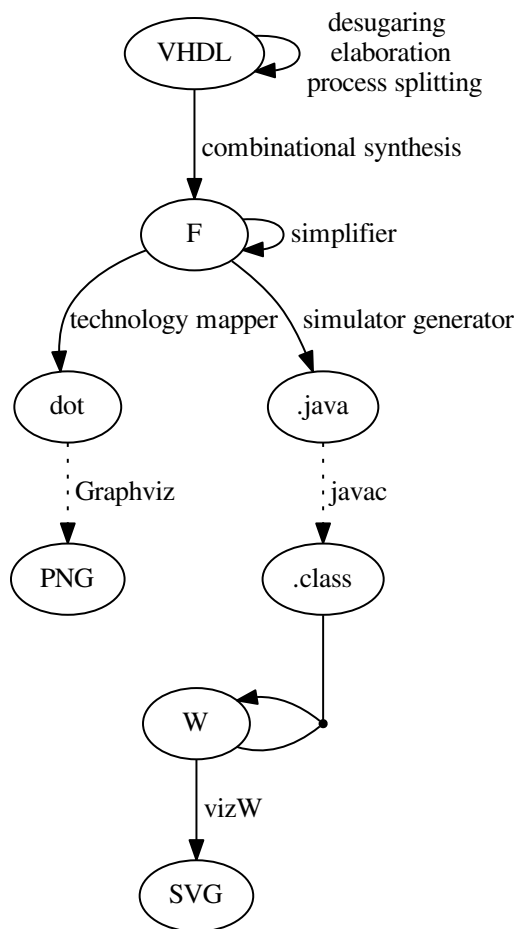 desugaring
VHDL
elaboration
process splitting
combinational synthesis
F
simplifier
technology mapper
simulator generator
dot
.java
Graphviz
javac
PNG
.class
W
vizW
SVG